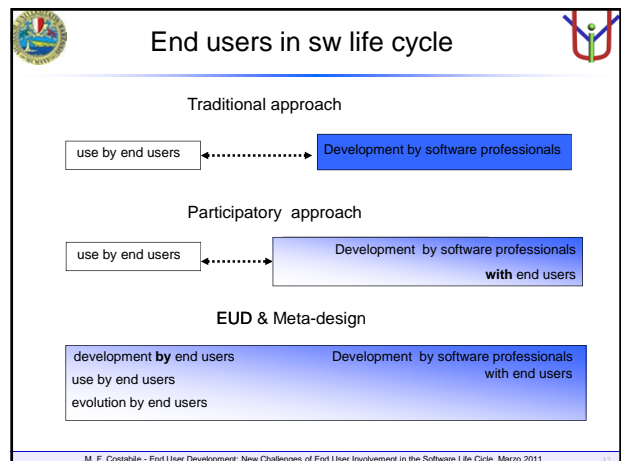 End users in sw life cycle
Traditional approach
use by end users
Development by software professionals
Participatory approach
use by end users
Development by software professionals
with end users
EUD & Meta-design
development by end users
use by end users
evolution by end users
Development by software professionals
with end users
M. F. Costabile - End User Development: New Challenges of End User Involvement in the Software Life Cicle, Marzo 2011
13